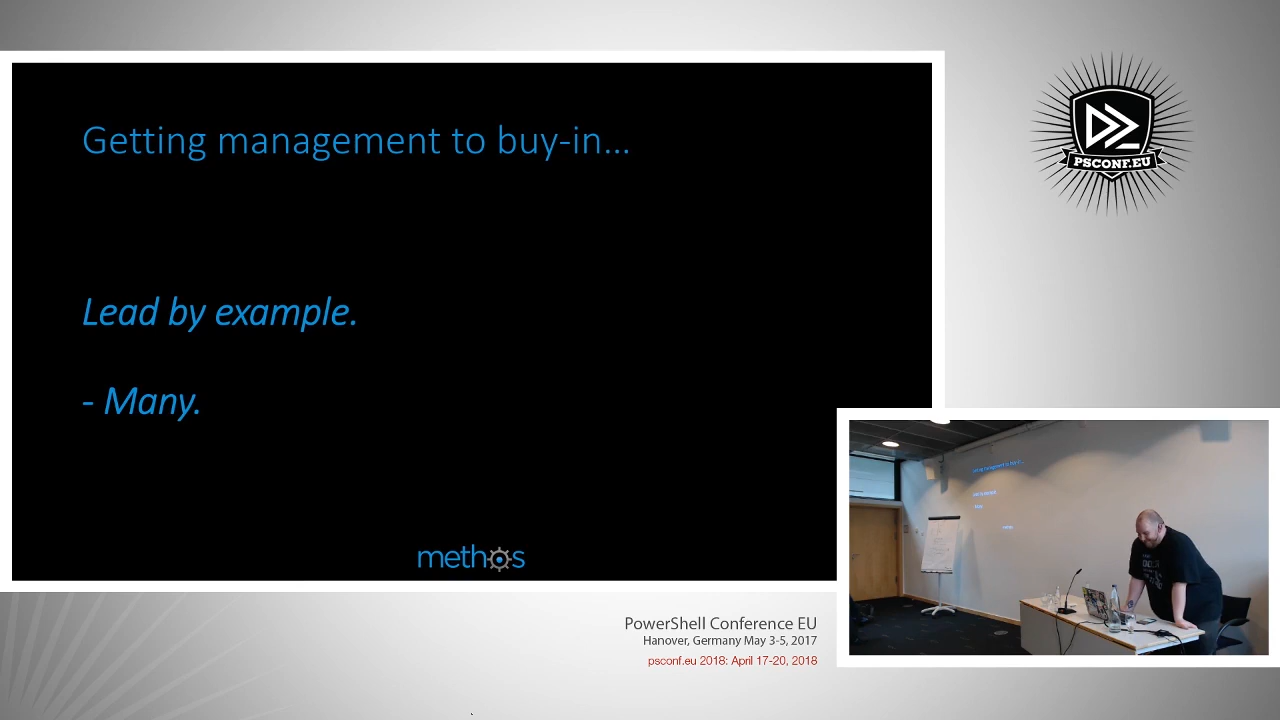 Getting management to buy-in...
Lead by example.
- Many.
methos
PSCONF.EU
PowerShell Conference EU
Hanover, Germany May 3-5, 2017
psconf.eu 2018: April 17-20, 2018